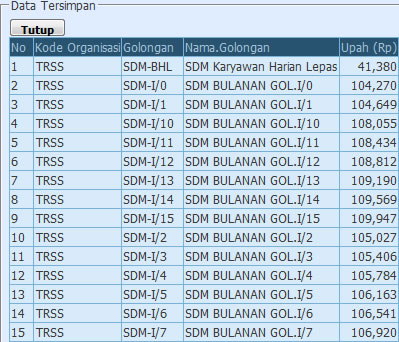 Data Tersimpan
Tutup
No Kode Organisasi Golongan Nama.Golongan Upah (Rp)
1 TRSS SDM-BHL SDM Karyawan Harian Lepas 41,380
2 TRSS SDM-I/0 SDM BULANAN GOL.I/0 104,270
3 TRSS SDM-I/1 SDM BULANAN GOL.I/1 104,649
4 TRSS SDM-I/10 SDM BULANAN GOL.I/10 108,055
5 TRSS SDM-I/11 SDM BULANAN GOL.I/11 108,434
6 TRSS SDM-I/12 SDM BULANAN GOL.I/12 108,812
7 TRSS SDM-I/13 SDM BULANAN GOL.I/13 109,190
8 TRSS SDM-I/14 SDM BULANAN GOL.I/14 109,569
9 TRSS SDM-I/15 SDM BULANAN GOL.I/15 109,947
10 TRSS SDM-I/2 SDM BULANAN GOL.I/2 105,027
11 TRSS SDM-I/3 SDM BULANAN GOL.I/3 105,406
12 TRSS SDM-I/4 SDM BULANAN GOL.I/4 105,784
13 TRSS SDM-I/5 SDM BULANAN GOL.I/5 106,163
14 TRSS SDM-I/6 SDM BULANAN GOL.I/6 106,541
15 TRSS SDM-I/7 SDM BULANAN GOL.I/7 106,920